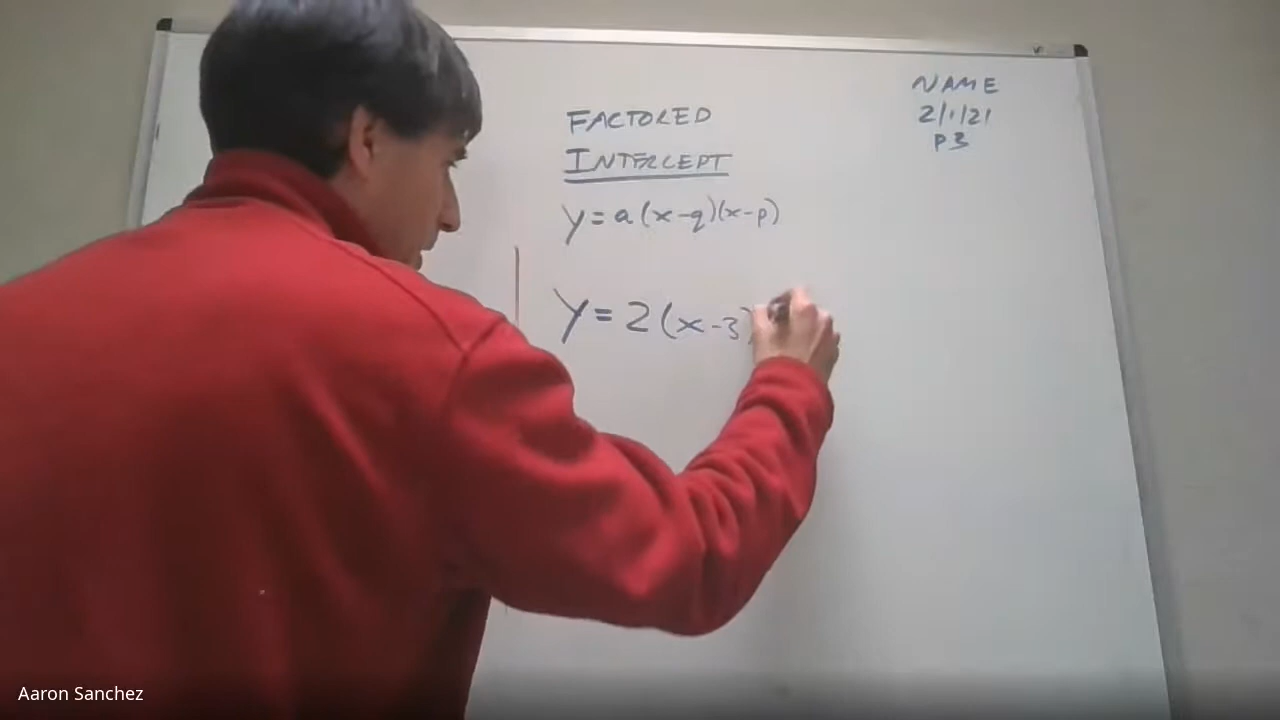 NAME
2/1/21
P3
FACTORED
INTERCEPT
y=a(x-q)(x-p)
y=2(x-3)
Aaron Sanchez